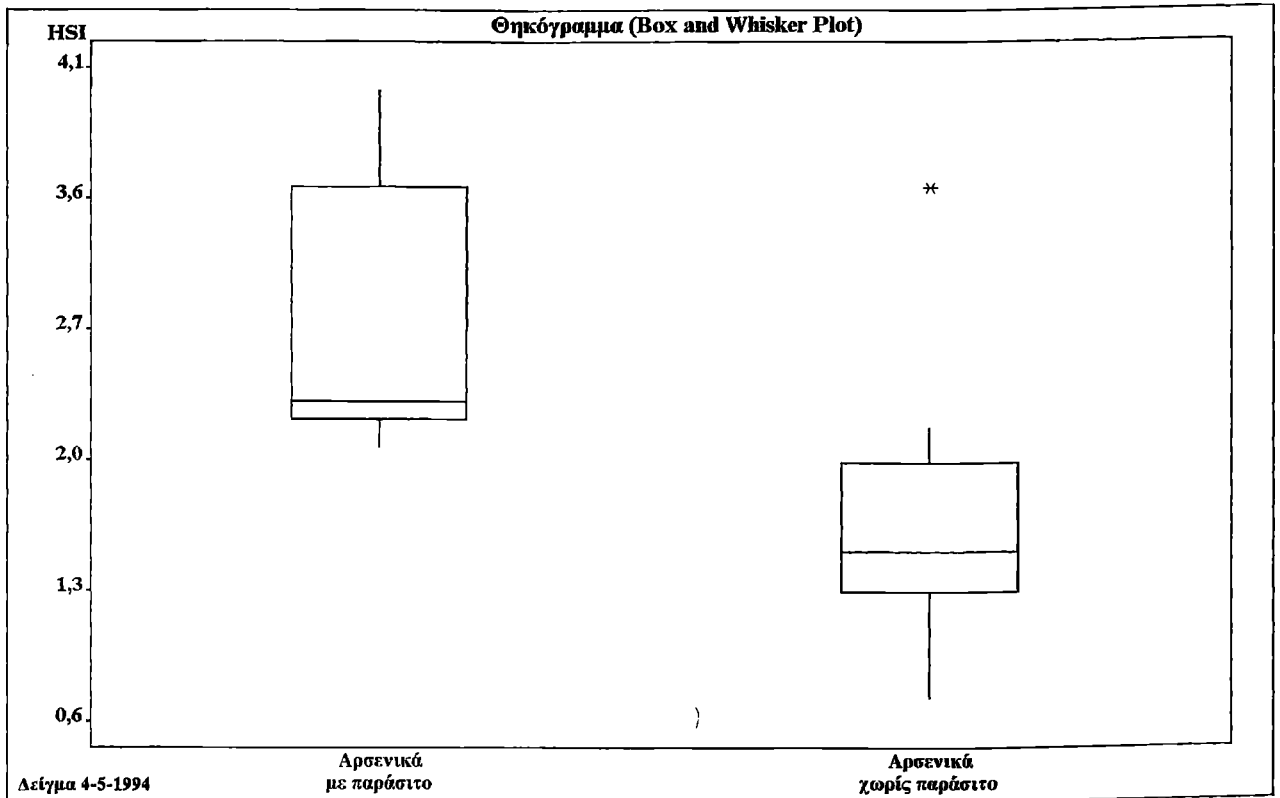 Θηκόγραμμα (Box and Whisker Plot)
HSI
4,1
3,6
2,7
2,0
1,3
0,6
Αρσενικά
με παράσιτο
Αρσενικά
χωρίς παράσιτο
Δείγμα 4-5-1994